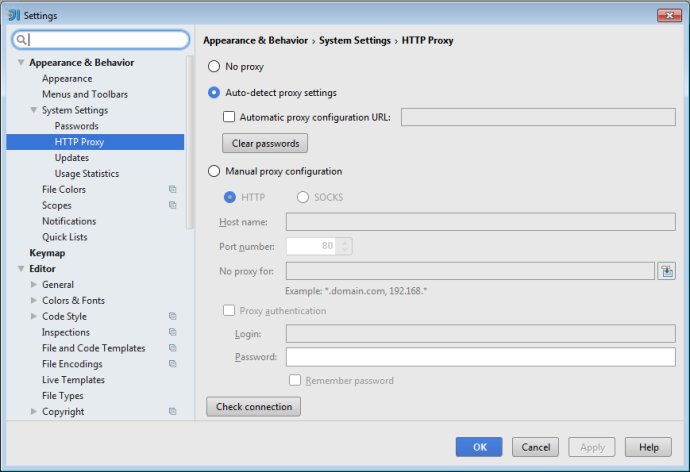 Settings
Appearance & Behavior › System Settings › HTTP Proxy
Appearance & Behavior
Appearance
Menus and Toolbars
System Settings
Passwords
HTTP Proxy
Updates
Usage Statistics
File Colors
Scopes
Notifications
Quick Lists
Keymap
Editor
General
Colors & Fonts
Code Style
Inspections
File and Code Templates
File Encodings
Live Templates
File Types
Copyright
No proxy
Auto-detect proxy settings
Automatic proxy configuration URL:
Clear passwords
Manual proxy configuration
HTTP SOCKS
Host name:
Port number: 80
No proxy for:
Example: *.domain.com, 192.168.*
Proxy authentication
Login:
Password:
Remember password
Check connection
OK Cancel Apply Help